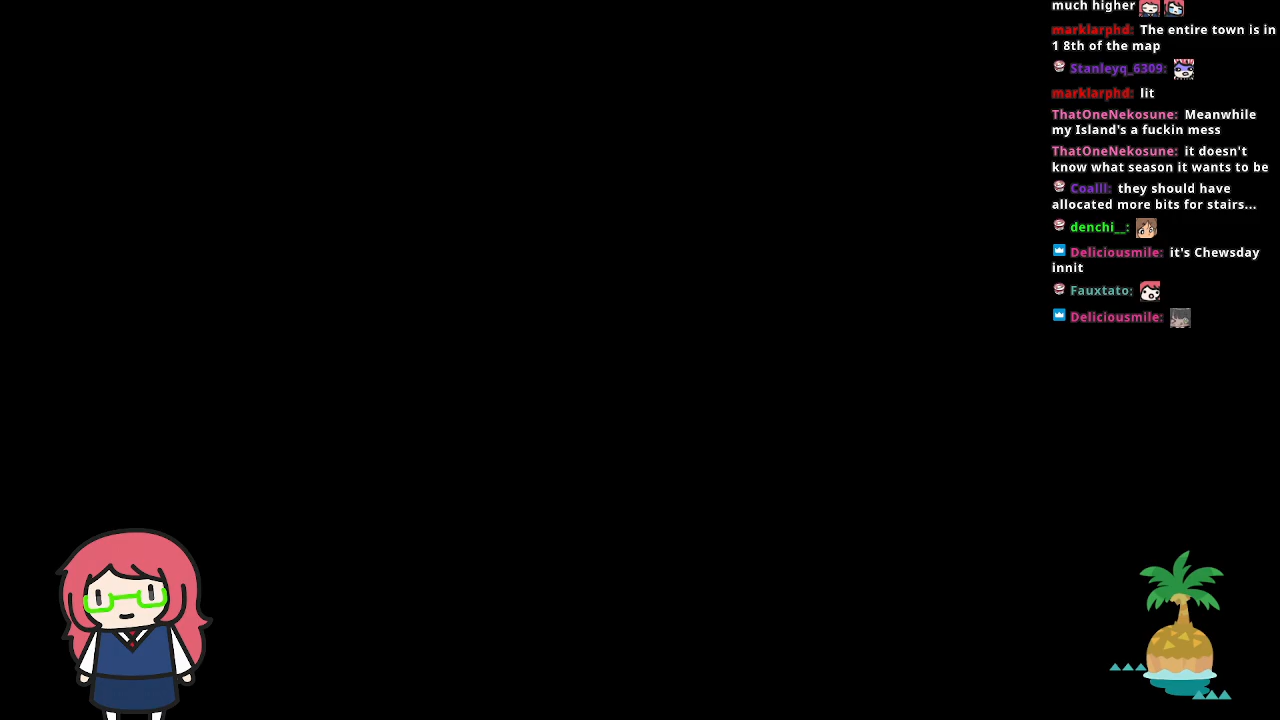 much higher
marklarphd: The entire town is in
1 8th of the map
Stanleyq_6309:
marklarphd: lit
ThatOneNekosune: Meanwhile
my Island's a fuckin mess
ThatOneNekosune: it doesn't
know what season it wants to be
Coalll: they should have
allocated more bits for stairs...
denchi__:
Deliciousmile: it's Chewsday
innit
Fauxtato:
Deliciousmile: